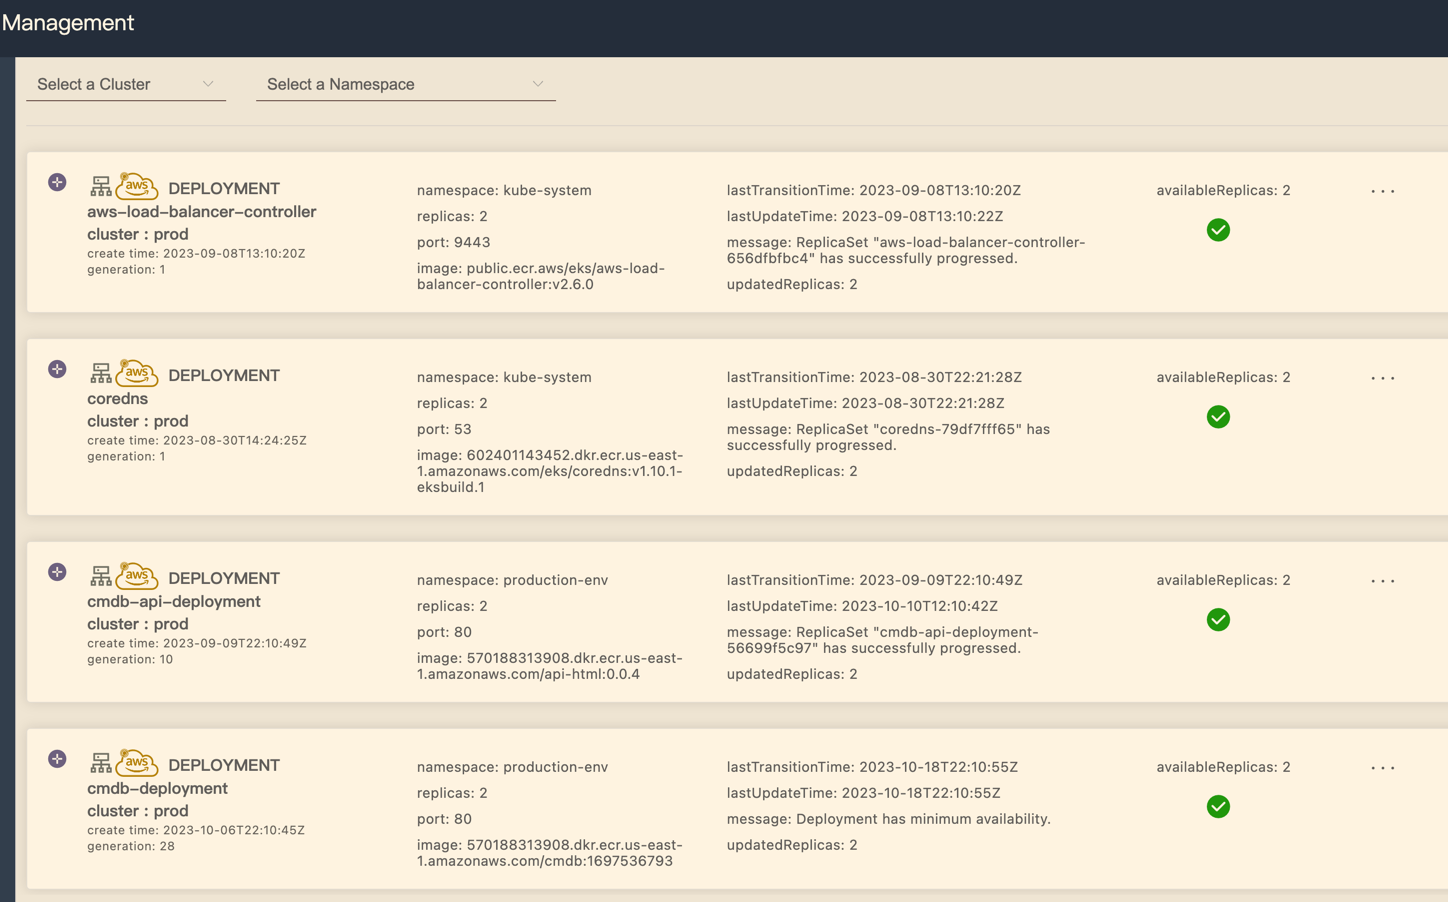 Management
Select a Cluster
Select a Namespace
aws DEPLOYMENT
aws-load-balancer-controller
cluster : prod
create time: 2023-09-08T13:10:20Z
generation: 1
namespace: kube-system
replicas: 2
port: 9443
image: public.ecr.aws/eks/aws-load-
balancer-controller:v2.6.0
lastTransitionTime: 2023-09-08T13:10:20Z
lastUpdateTime: 2023-09-08T13:10:22Z
message: ReplicaSet "aws-load-balancer-controller-
656dfbfbc4" has successfully progressed.
updatedReplicas: 2
availableReplicas: 2
aws DEPLOYMENT
coredns
cluster : prod
create time: 2023-08-30T14:24:25Z
generation: 1
namespace: kube-system
replicas: 2
port: 53
image: 602401143452.dkr.ecr.us-east-
1.amazonaws.com/eks/coredns:v1.10.1-
eksbuild.1
lastTransitionTime: 2023-08-30T22:21:28Z
lastUpdateTime: 2023-08-30T22:21:28Z
message: ReplicaSet "coredns-79df7fff65" has
successfully progressed.
updatedReplicas: 2
availableReplicas: 2
aws DEPLOYMENT
cmdb-api-deployment
cluster : prod
create time: 2023-09-09T22:10:49Z
generation: 10
namespace: production-env
replicas: 2
port: 80
image: 570188313908.dkr.ecr.us-east-
1.amazonaws.com/api-html:0.0.4
lastTransitionTime: 2023-09-09T22:10:49Z
lastUpdateTime: 2023-10-10T12:10:42Z
message: ReplicaSet "cmdb-api-deployment-
56699f5c97" has successfully progressed.
updatedReplicas: 2
availableReplicas: 2
aws DEPLOYMENT
cmdb-deployment
cluster : prod
create time: 2023-10-06T22:10:45Z
generation: 28
namespace: production-env
replicas: 2
port: 80
image: 570188313908.dkr.ecr.us-east-
1.amazonaws.com/cmdb:1697536793
lastTransitionTime: 2023-10-18T22:10:55Z
lastUpdateTime: 2023-10-18T22:10:55Z
message: Deployment has minimum availability.
updatedReplicas: 2
availableReplicas: 2